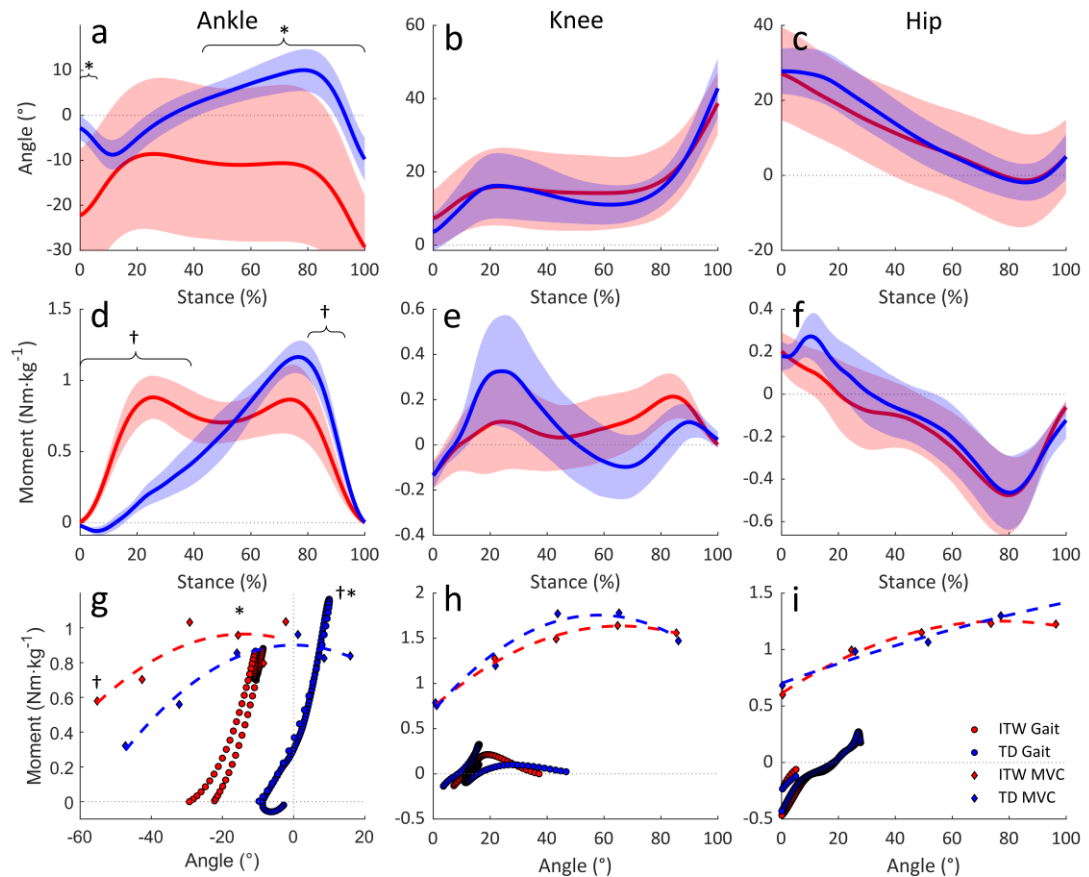 Ankle Knee Hip
a b c
* *
10
0
-10
-20
-30
Angle (°)
60
40
20
0
40
20
0
-20
0 20 40 60 80 100
Stance (%)
0 20 40 60 80 100
Stance (%)
0 20 40 60 80 100
Stance (%)
d e f
† †
1.5
1
0.5
0
Moment (Nm·kg⁻¹)
0.6
0.4
0.2
0
-0.2
-0.4
0.4
0.2
0
-0.2
-0.4
-0.6
0 20 40 60 80 100
Stance (%)
0 20 40 60 80 100
Stance (%)
0 20 40 60 80 100
Stance (%)
g h i
† * †*
1
0.8
0.6
0.4
0.2
0
Moment (Nm·kg⁻¹)
2
1.5
1
0.5
0
-0.5
1.5
1
0.5
0
-0.5
ITW Gait
TD Gait
ITW MVC
TD MVC
-60 -40 -20 0 20
Angle (°)
0 20 40 60 80 100
Angle (°)
0 20 40 60 80 100
Angle (°)